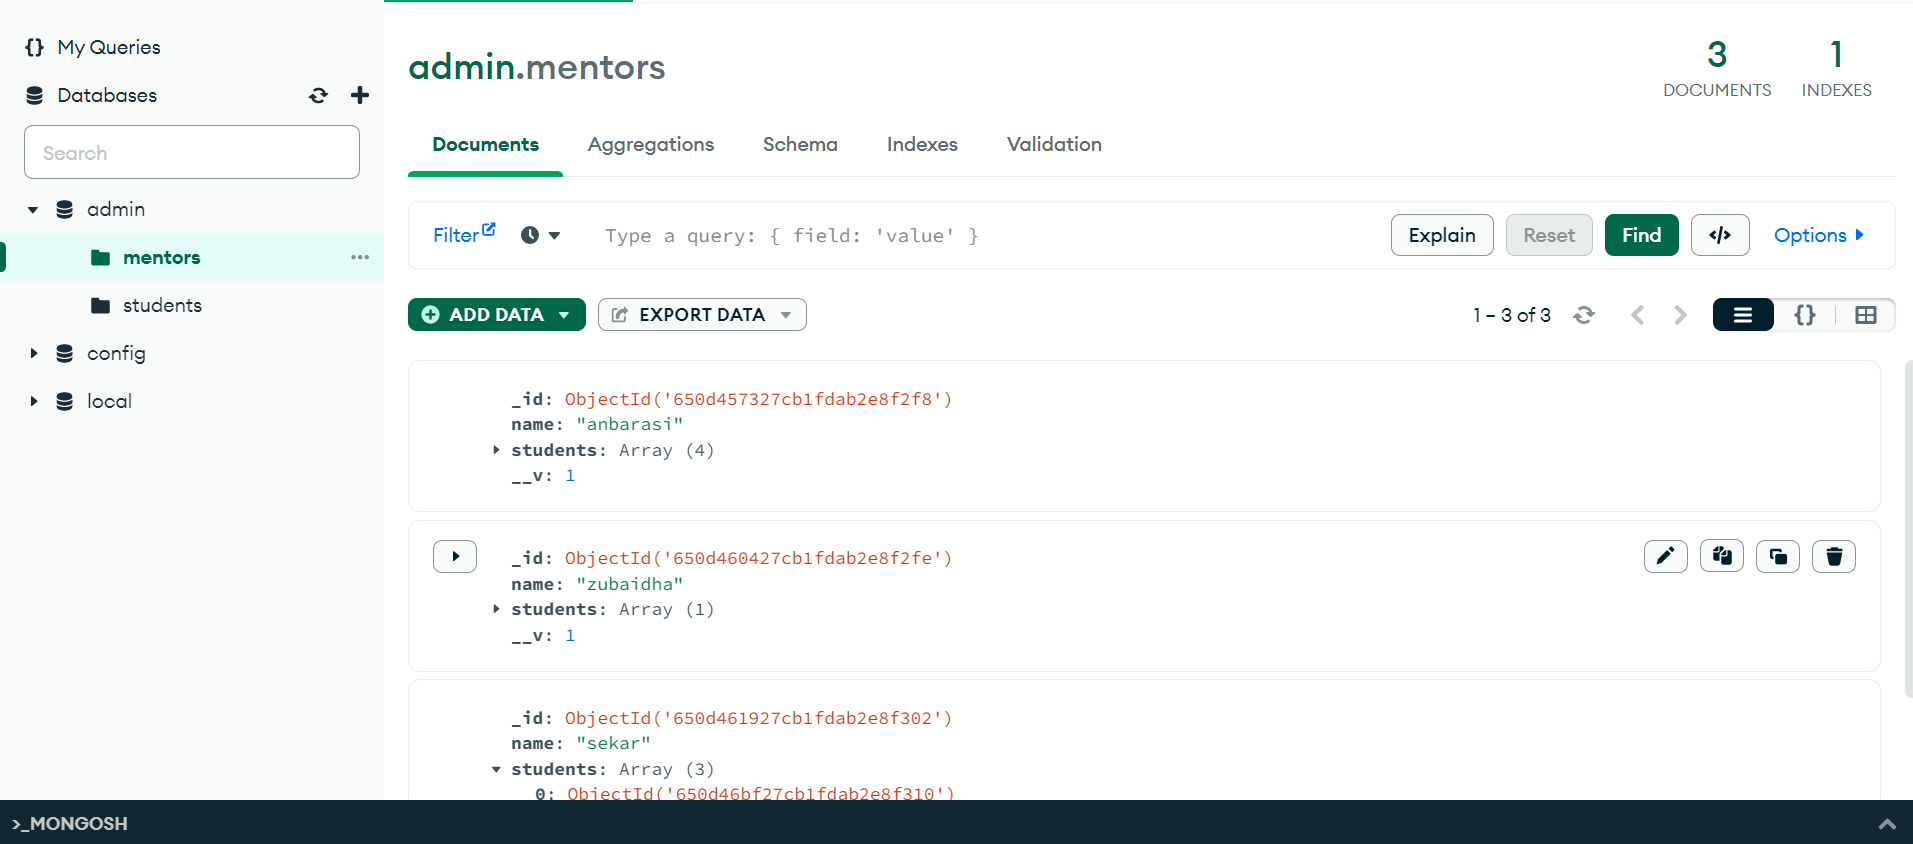 {} My Queries
Databases
Search
admin
mentors
students
config
local
admin.mentors
3
DOCUMENTS
1
INDEXES
Documents Aggregations Schema Indexes Validation
Filter Type a query: { field: 'value' } Explain Reset Find </> Options
ADD DATA EXPORT DATA 1 – 3 of 3 {}
_id: ObjectId('650d457327cb1fdab2e8f2f8')
name: "anbarasi"
students: Array (4)
__v: 1
_id: ObjectId('650d460427cb1fdab2e8f2fe')
name: "zubaidha"
students: Array (1)
__v: 1
_id: ObjectId('650d461927cb1fdab2e8f302')
name: "sekar"
students: Array (3)
0: ObjectId('650d46bf27cb1fdab2e8f310')
>_MONGOSH